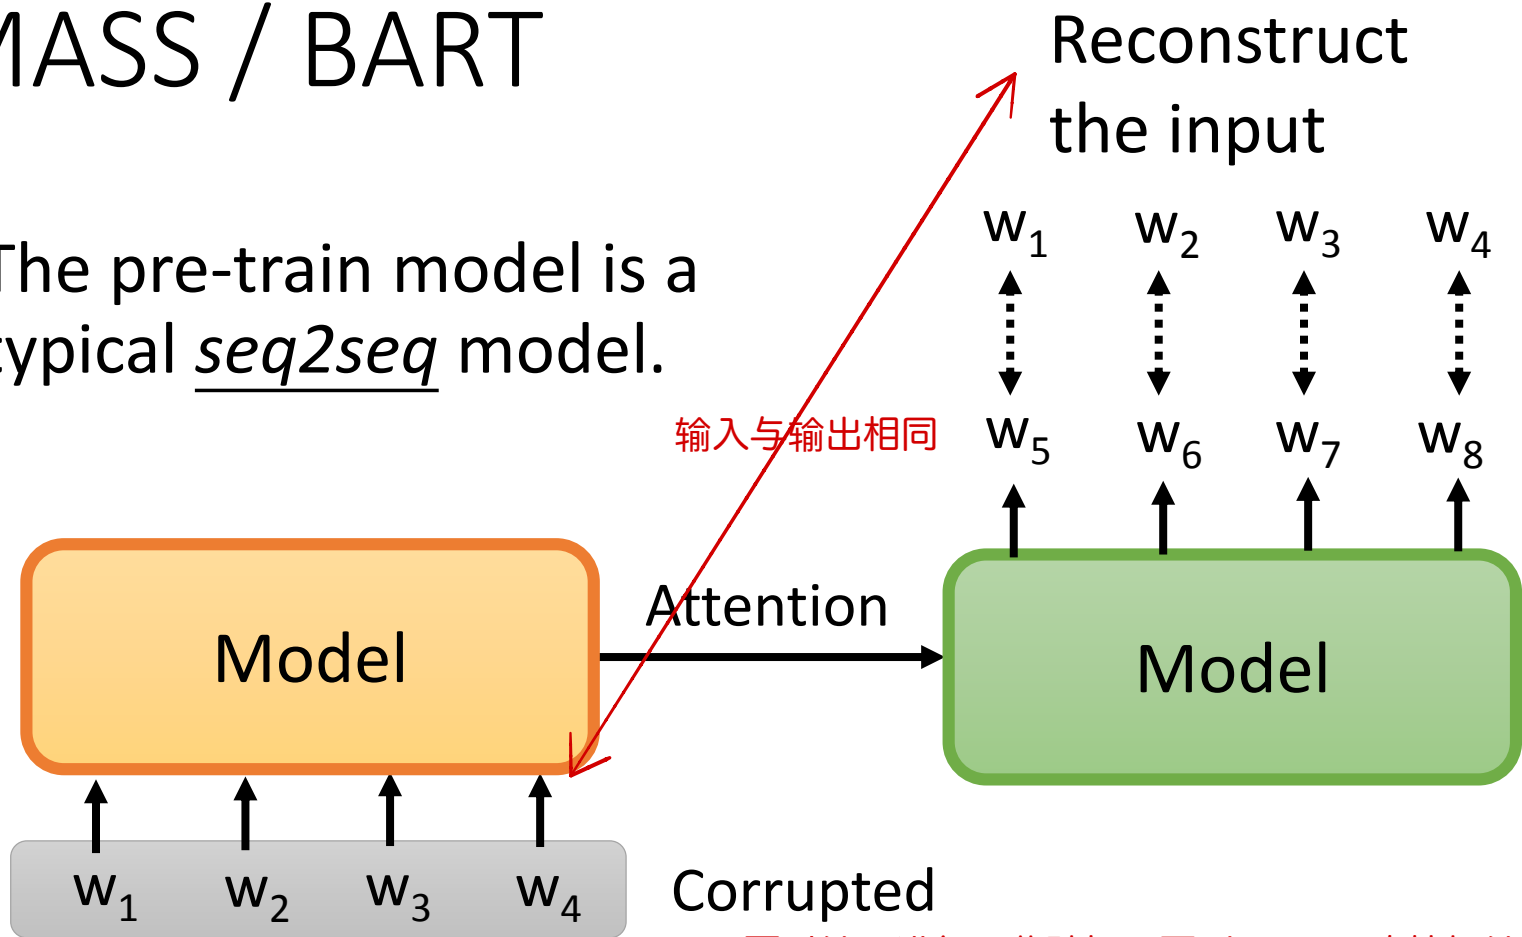 MASS / BART
Reconstruct
the input
The pre-train model is a
typical seq2seq model.
w1 w2 w3 w4
输入与输出相同
w5 w6 w7 w8
Attention
Model
Model
w1 w2 w3 w4
Corrupted